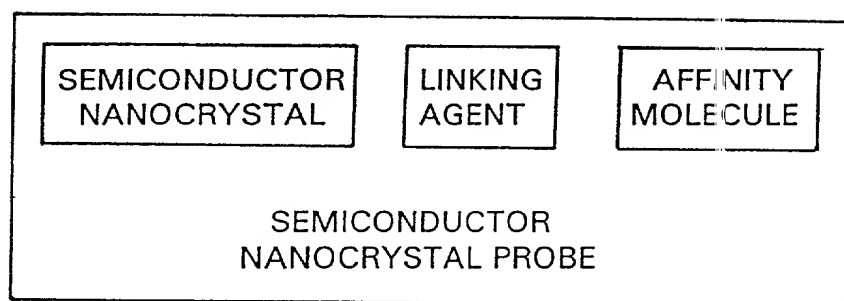 SEMICONDUCTOR
NANOCRYSTAL
LINKING
AGENT
AFFINITY
MOLECULE
SEMICONDUCTOR
NANOCRYSTAL PROBE